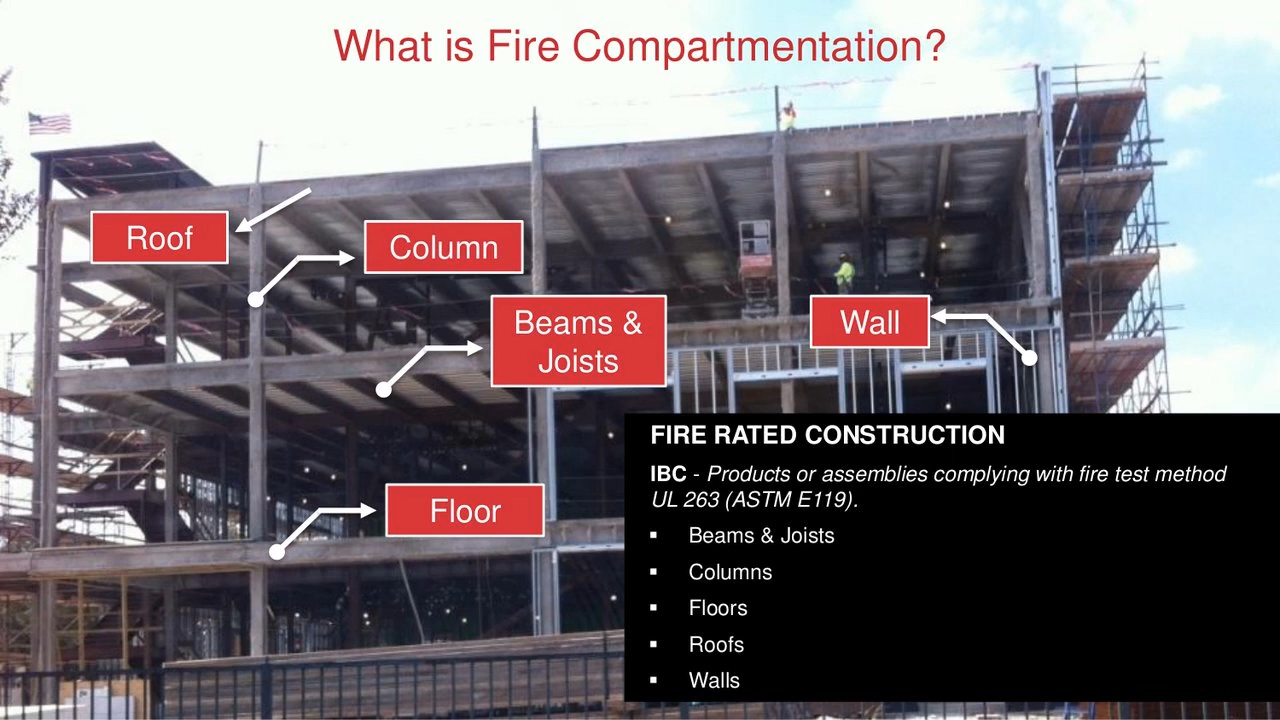 What is Fire Compartmentation?
Roof
Column
Beams &
Joists
Wall
Floor
FIRE RATED CONSTRUCTION
IBC - Products or assemblies complying with fire test method
UL 263 (ASTM E119).
▪ Beams & Joists
▪ Columns
▪ Floors
▪ Roofs
▪ Walls